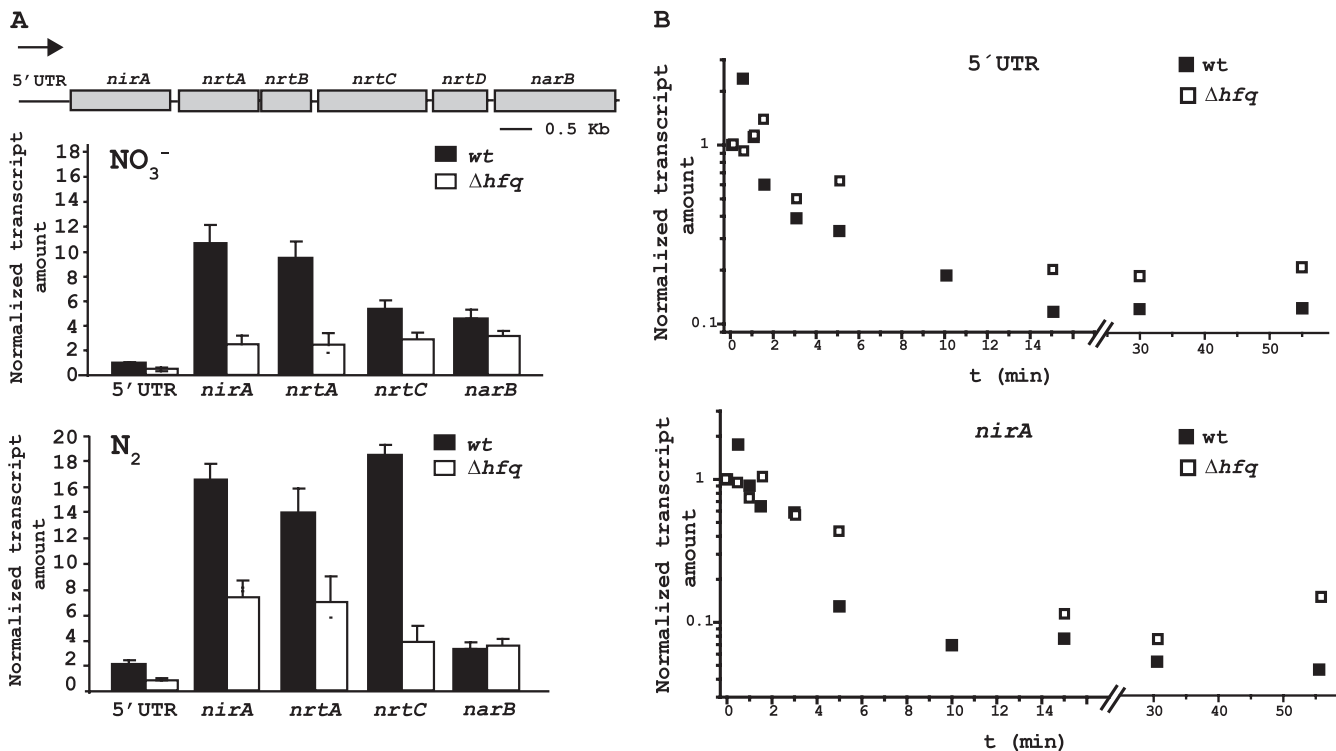 A
5'UTR nirA nrtA nrtB nrtC nrtD narB
0.5 Kb
NO3-
wt
Δhfq
Normalized transcript
amount
18
16
14
12
10
8
6
4
2
0
5'UTR nirA nrtA nrtC narB
N2
wt
Δhfq
Normalized transcript
amount
20
18
16
14
12
10
8
6
4
2
0
5'UTR nirA nrtA nrtC narB
B
5´UTR
wt
Δhfq
Normalized transcript
amount
1
0.1
0 2 4 6 8 10 12 14 30 40 50
t (min)
nirA
wt
Δhfq
Normalized transcript
amount
1
0.1
0 2 4 6 8 10 12 14 30 40 50
t (min)